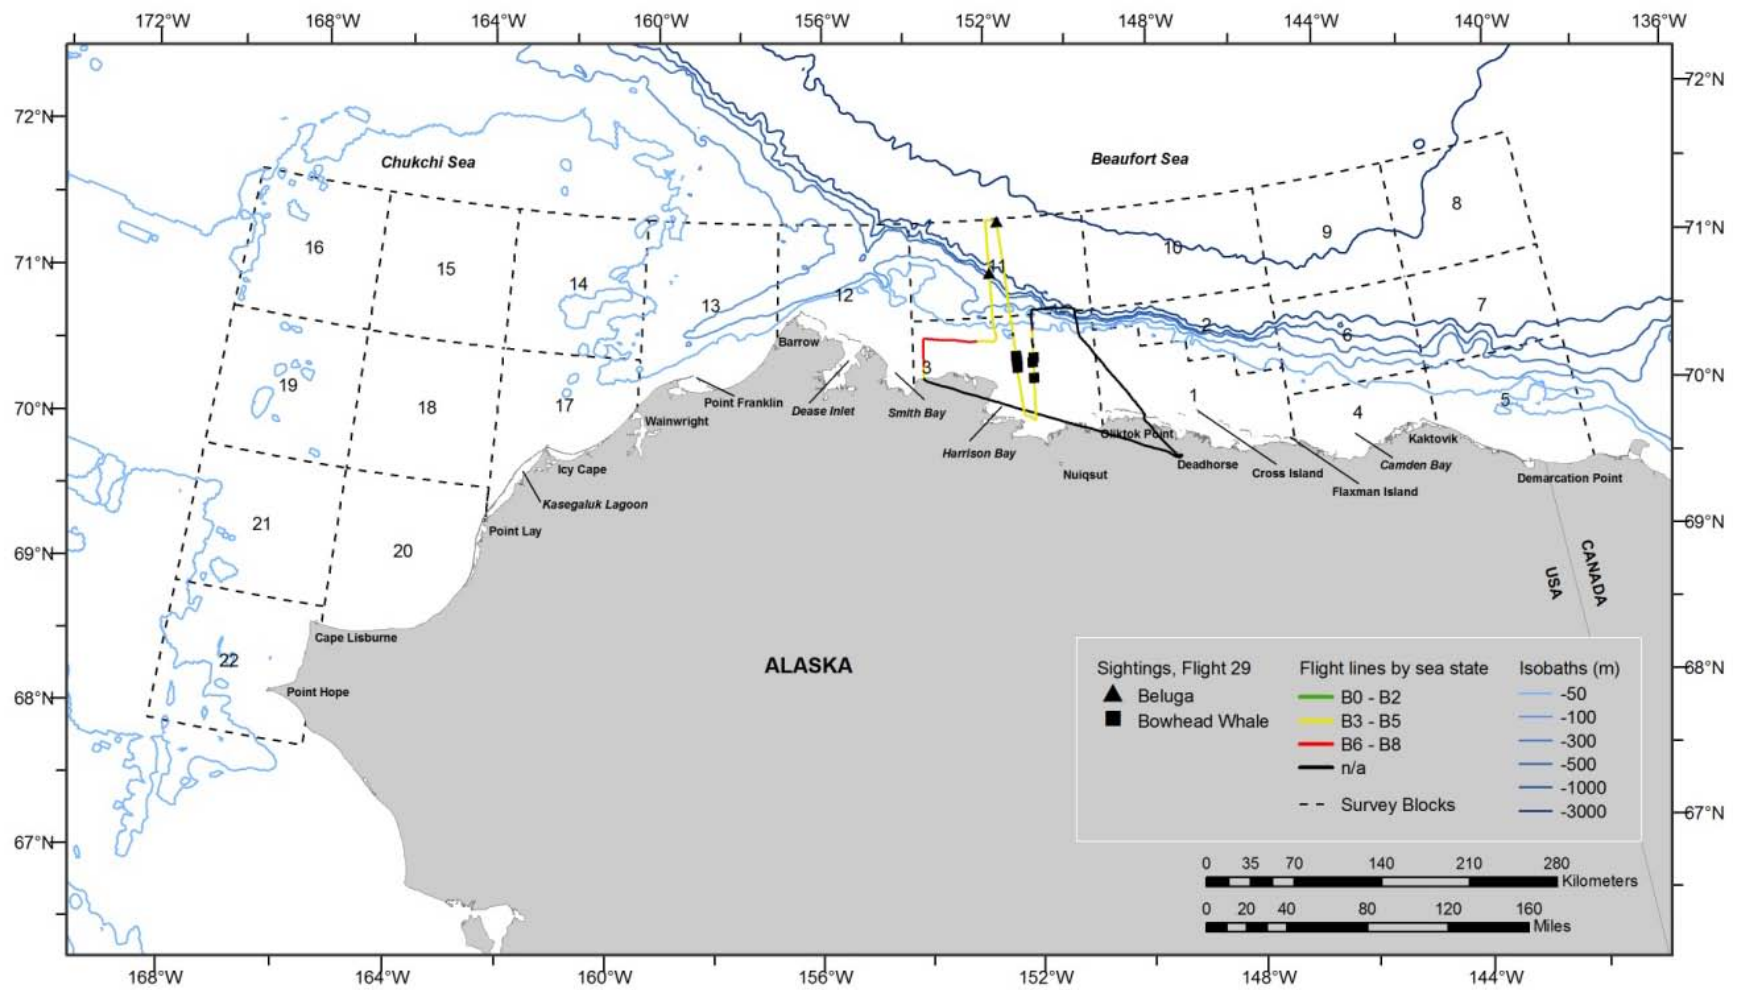 172°W 168°W 164°W 160°W 156°W 152°W 148°W 144°W 140°W 136°W
72°N
72°N
Chukchi Sea
Beaufort Sea
8
71°N
9
16
10
71°N
15
11
14
12
13
7
2
6
Barrow
3
70°N
19
1
5
18
17
Point Franklin
Dease Inlet
Smith Bay
4
70°N
Wainwright
Oliktok Point
Kaktovik
Harrison Bay
Deadhorse
Camden Bay
Icy Cape
Nuiqsut
Cross Island
Demarcation Point
Flaxman Island
Kasegaluk Lagoon
21
69°N
Point Lay
20
69°N
CANADA
USA
Cape Lisburne
22
ALASKA
68°N
Point Hope
68°N
Sightings, Flight 29
Beluga
Bowhead Whale
Flight lines by sea state
B0 - B2
B3 - B5
B6 - B8
n/a
Survey Blocks
Isobaths (m)
-50
-100
-300
-500
-1000
-3000
67°N
67°N
0 35 70 140 210 280
Kilometers
0 20 40 80 120 160
Miles
168°W 164°W 160°W 156°W 152°W 148°W 144°W